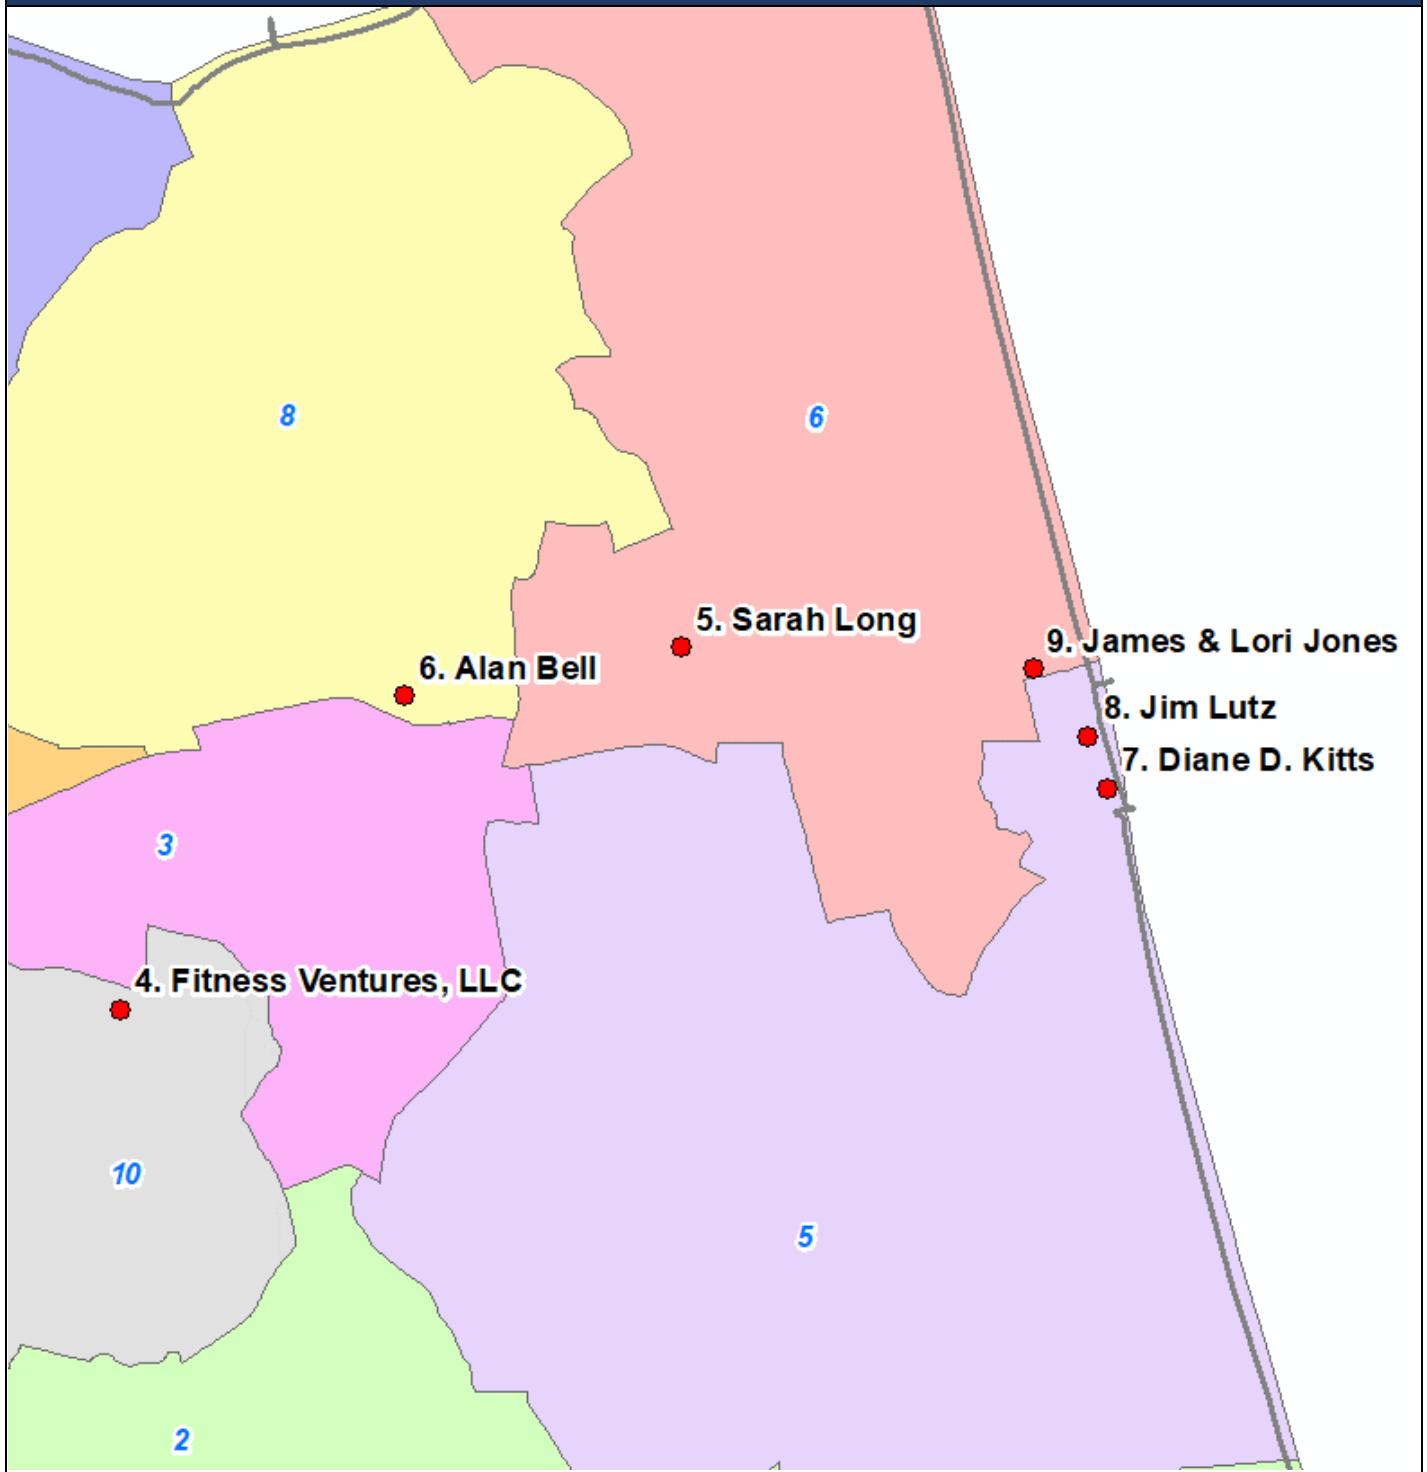 8
6
5. Sarah Long
9. James & Lori Jones
6. Alan Bell
8. Jim Lutz
7. Diane D. Kitts
3
4. Fitness Ventures, LLC
10
5
2